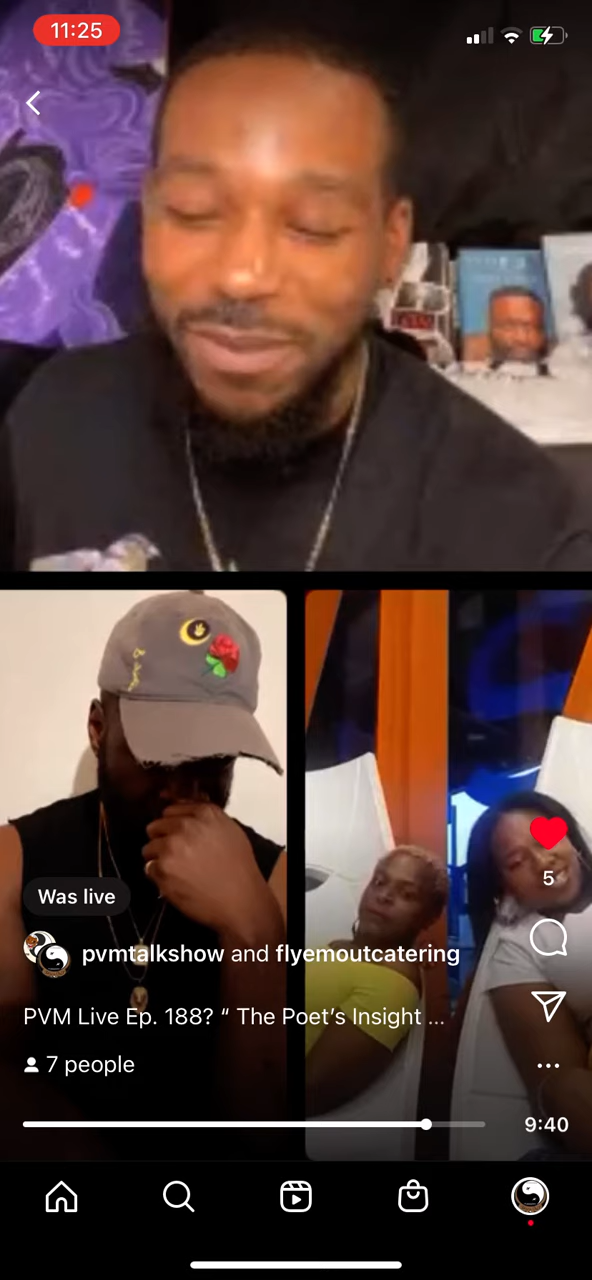 11:25
Was live
5
pvmtalkshow and flyemoutcatering
PVM Live Ep. 188? “ The Poet’s Insight ...
7 people
9:40